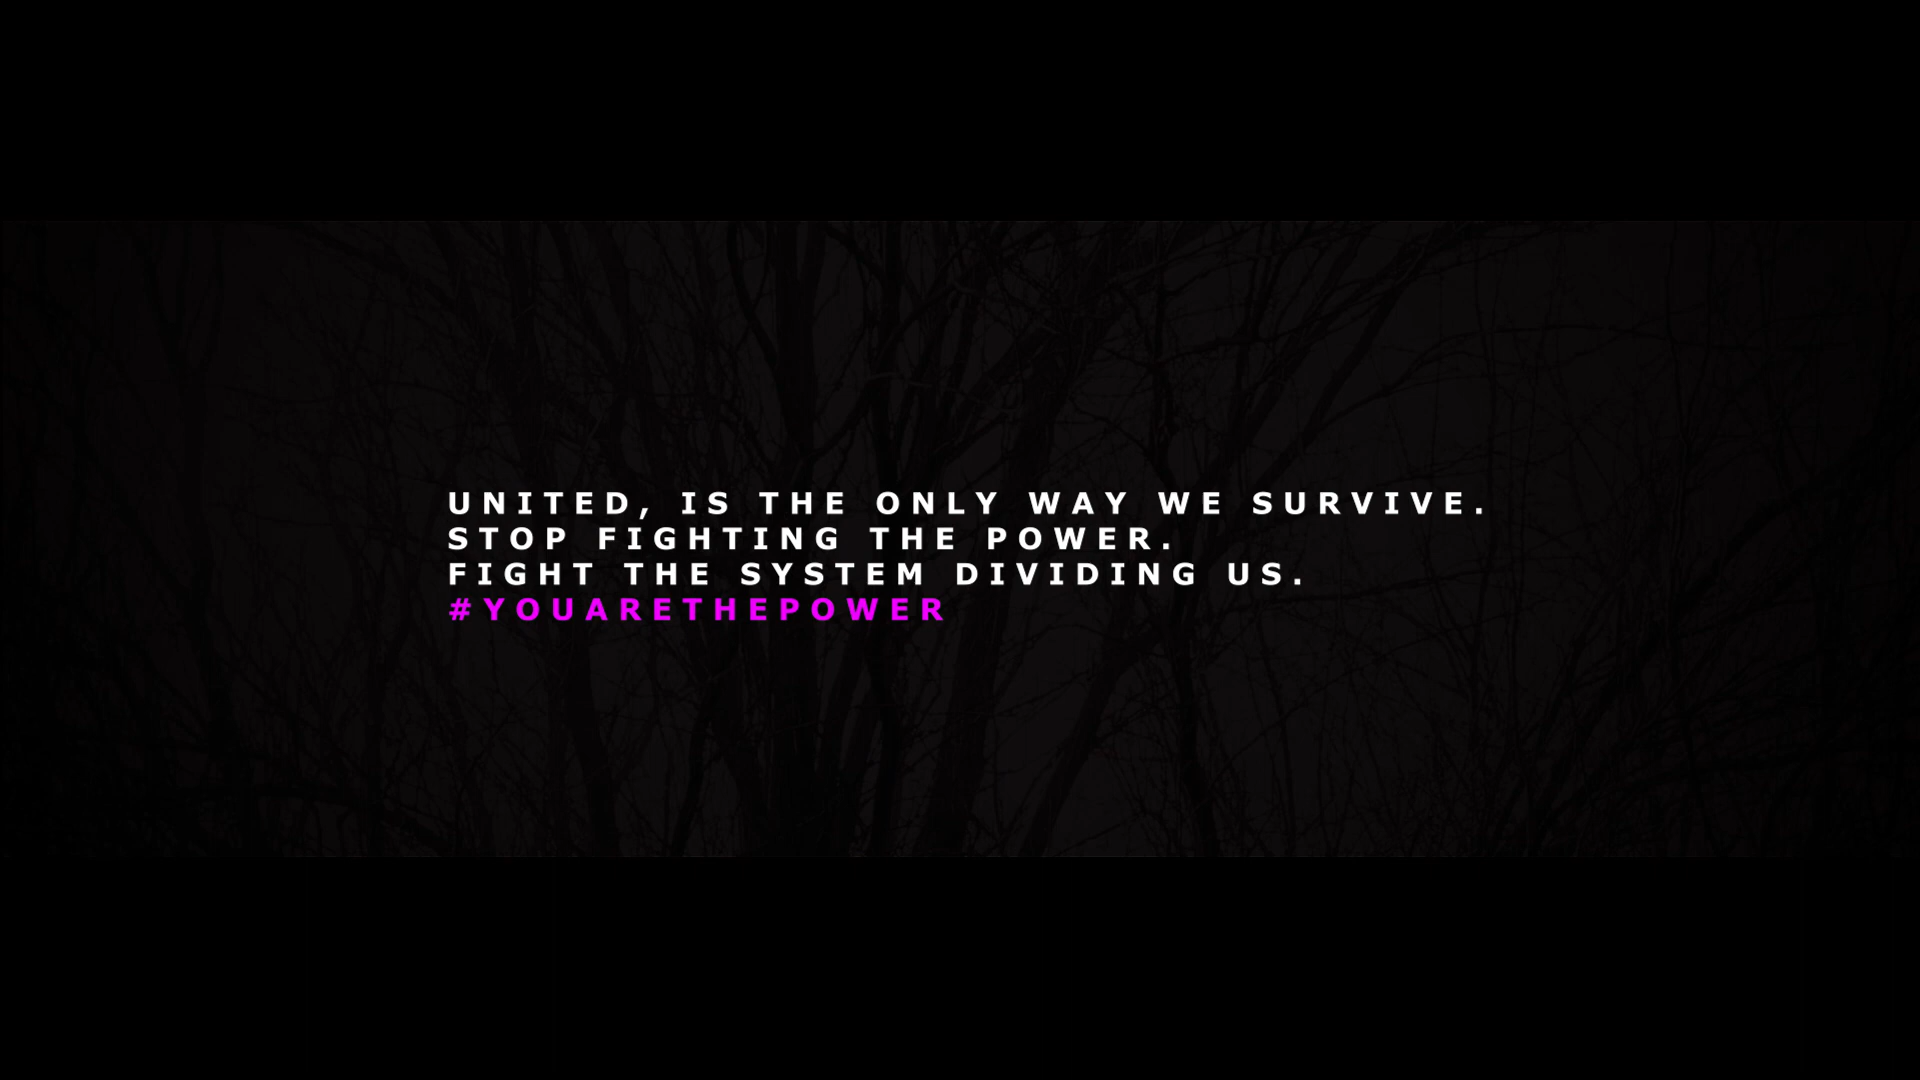 UNITED, IS THE ONLY WAY WE SURVIVE.
STOP FIGHTING THE POWER.
FIGHT THE SYSTEM DIVIDING US.
#YOUARETHEPOWER